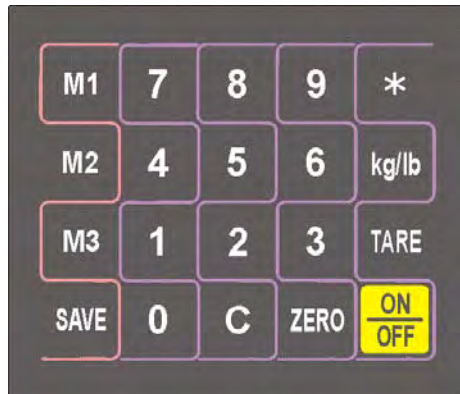 M1 7 8 9 *
M2 4 5 6 kg/lb
M3 1 2 3 TARE
SAVE 0 C ZERO ON
OFF